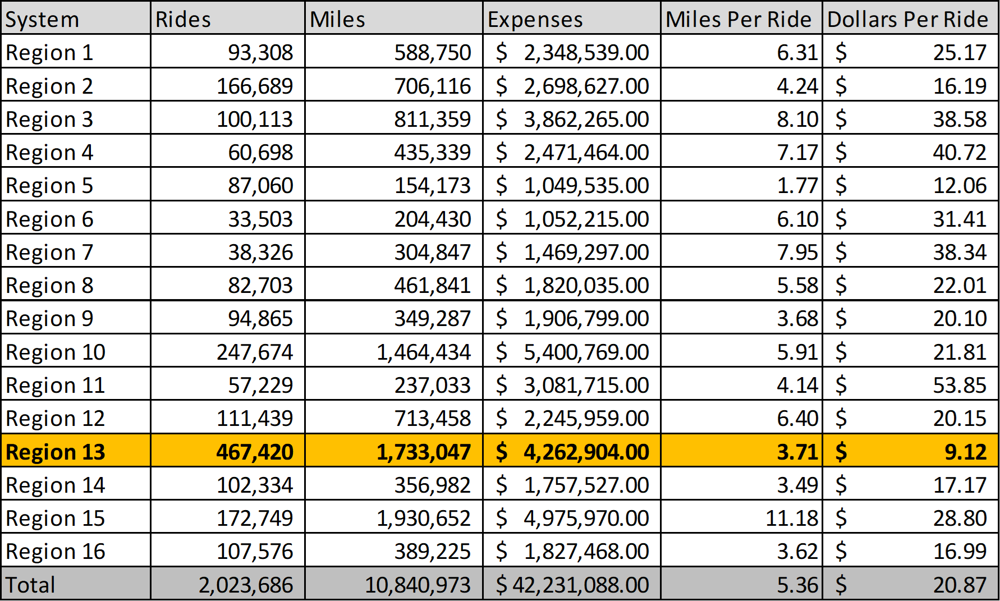 System Rides Miles Expenses Miles Per Ride Dollars Per Ride
Region 1 93,308 588,750 $ 2,348,539.00 6.31 $ 25.17
Region 2 166,689 706,116 $ 2,698,627.00 4.24 $ 16.19
Region 3 100,113 811,359 $ 3,862,265.00 8.10 $ 38.58
Region 4 60,698 435,339 $ 2,471,464.00 7.17 $ 40.72
Region 5 87,060 154,173 $ 1,049,535.00 1.77 $ 12.06
Region 6 33,503 204,430 $ 1,052,215.00 6.10 $ 31.41
Region 7 38,326 304,847 $ 1,469,297.00 7.95 $ 38.34
Region 8 82,703 461,841 $ 1,820,035.00 5.58 $ 22.01
Region 9 94,865 349,287 $ 1,906,799.00 3.68 $ 20.10
Region 10 247,674 1,464,434 $ 5,400,769.00 5.91 $ 21.81
Region 11 57,229 237,033 $ 3,081,715.00 4.14 $ 53.85
Region 12 111,439 713,458 $ 2,245,959.00 6.40 $ 20.15
Region 13 467,420 1,733,047 $ 4,262,904.00 3.71 $ 9.12
Region 14 102,334 356,982 $ 1,757,527.00 3.49 $ 17.17
Region 15 172,749 1,930,652 $ 4,975,970.00 11.18 $ 28.80
Region 16 107,576 389,225 $ 1,827,468.00 3.62 $ 16.99
Total 2,023,686 10,840,973 $ 42,231,088.00 5.36 $ 20.87